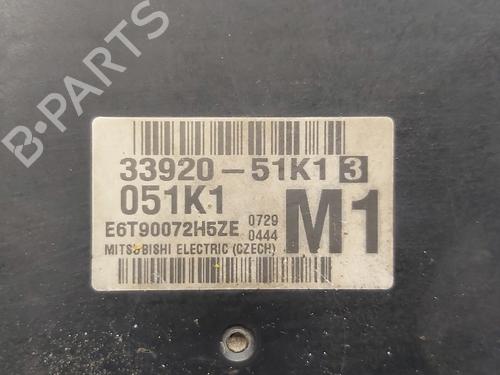 B-PARTS
33920-51K1 3
051K1
E6T90072H5ZE 0729
0444
M1
MITSUBISHI ELECTRIC (CZECH)